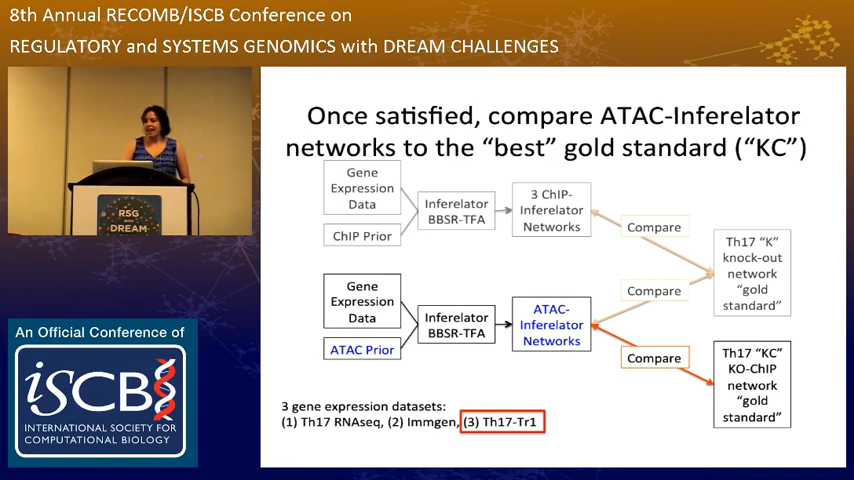 8th Annual RECOMB/ISCB Conference on
REGULATORY and SYSTEMS GENOMICS with DREAM CHALLENGES
RSG
with
DREAM
An Official Conference of
ISCB
INTERNATIONAL SOCIETY FOR
COMPUTATIONAL BIOLOGY
Once satisfied, compare ATAC-Inferelator
networks to the “best” gold standard (“KC”)
Gene
Expression
Data
ChIP Prior
Inferelator
BBSR-TFA
3 ChIP-
Inferelator
Networks
Compare
Th17 “K”
knock-out
network
“gold
standard”
Compare
Gene
Expression
Data
ATAC Prior
Inferelator
BBSR-TFA
ATAC-
Inferelator
Networks
Compare
Th17 “KC”
KO-ChIP
network
“gold
standard”
3 gene expression datasets:
(1) Th17 RNAseq, (2) Immgen, (3) Th17-Tr1